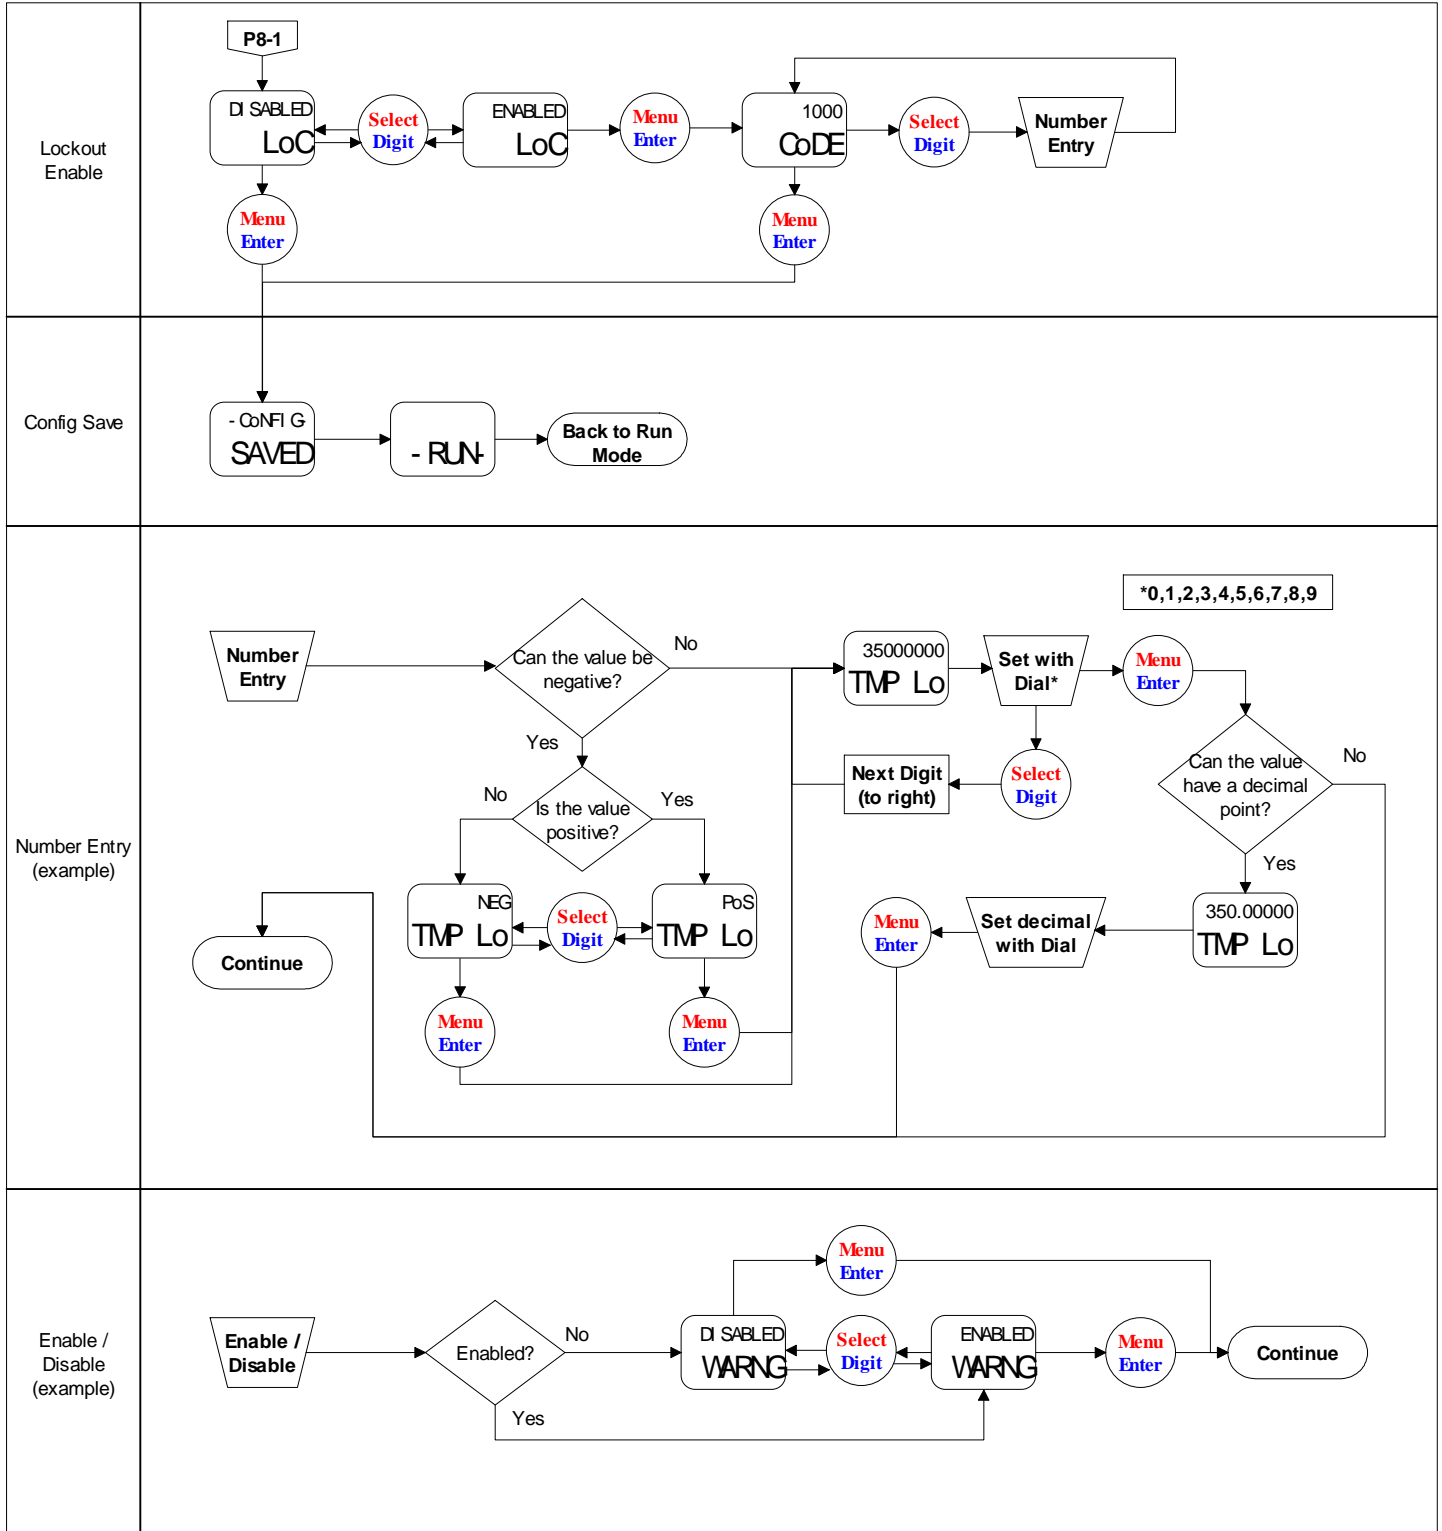 P8-1
Lockout
Enable
DISABLED
LoC
Select
Digit
ENABLED
LoC
Menu
Enter
1000
CoDE
Select
Digit
Number
Entry
Menu
Enter
Menu
Enter
Config Save
-CoNFIG-
SAVED
-RUN-
Back to Run
Mode
Number Entry
(example)
*0,1,2,3,4,5,6,7,8,9
Number
Entry
Can the value be
negative?
No
Yes
35000000
TMP Lo
Set with
Dial*
Menu
Enter
Select
Digit
Next Digit
(to right)
Can the value
have a decimal
point?
No
Yes
Is the value
positive?
No
Yes
NEG
TMP Lo
Select
Digit
PoS
TMP Lo
Menu
Enter
Menu
Enter
350.00000
TMP Lo
Set decimal
with Dial
Menu
Enter
Continue
Enable /
Disable
(example)
Enable /
Disable
Enabled?
No
Yes
DISABLED
WARNG
Menu
Enter
Select
Digit
ENABLED
WARNG
Menu
Enter
Continue